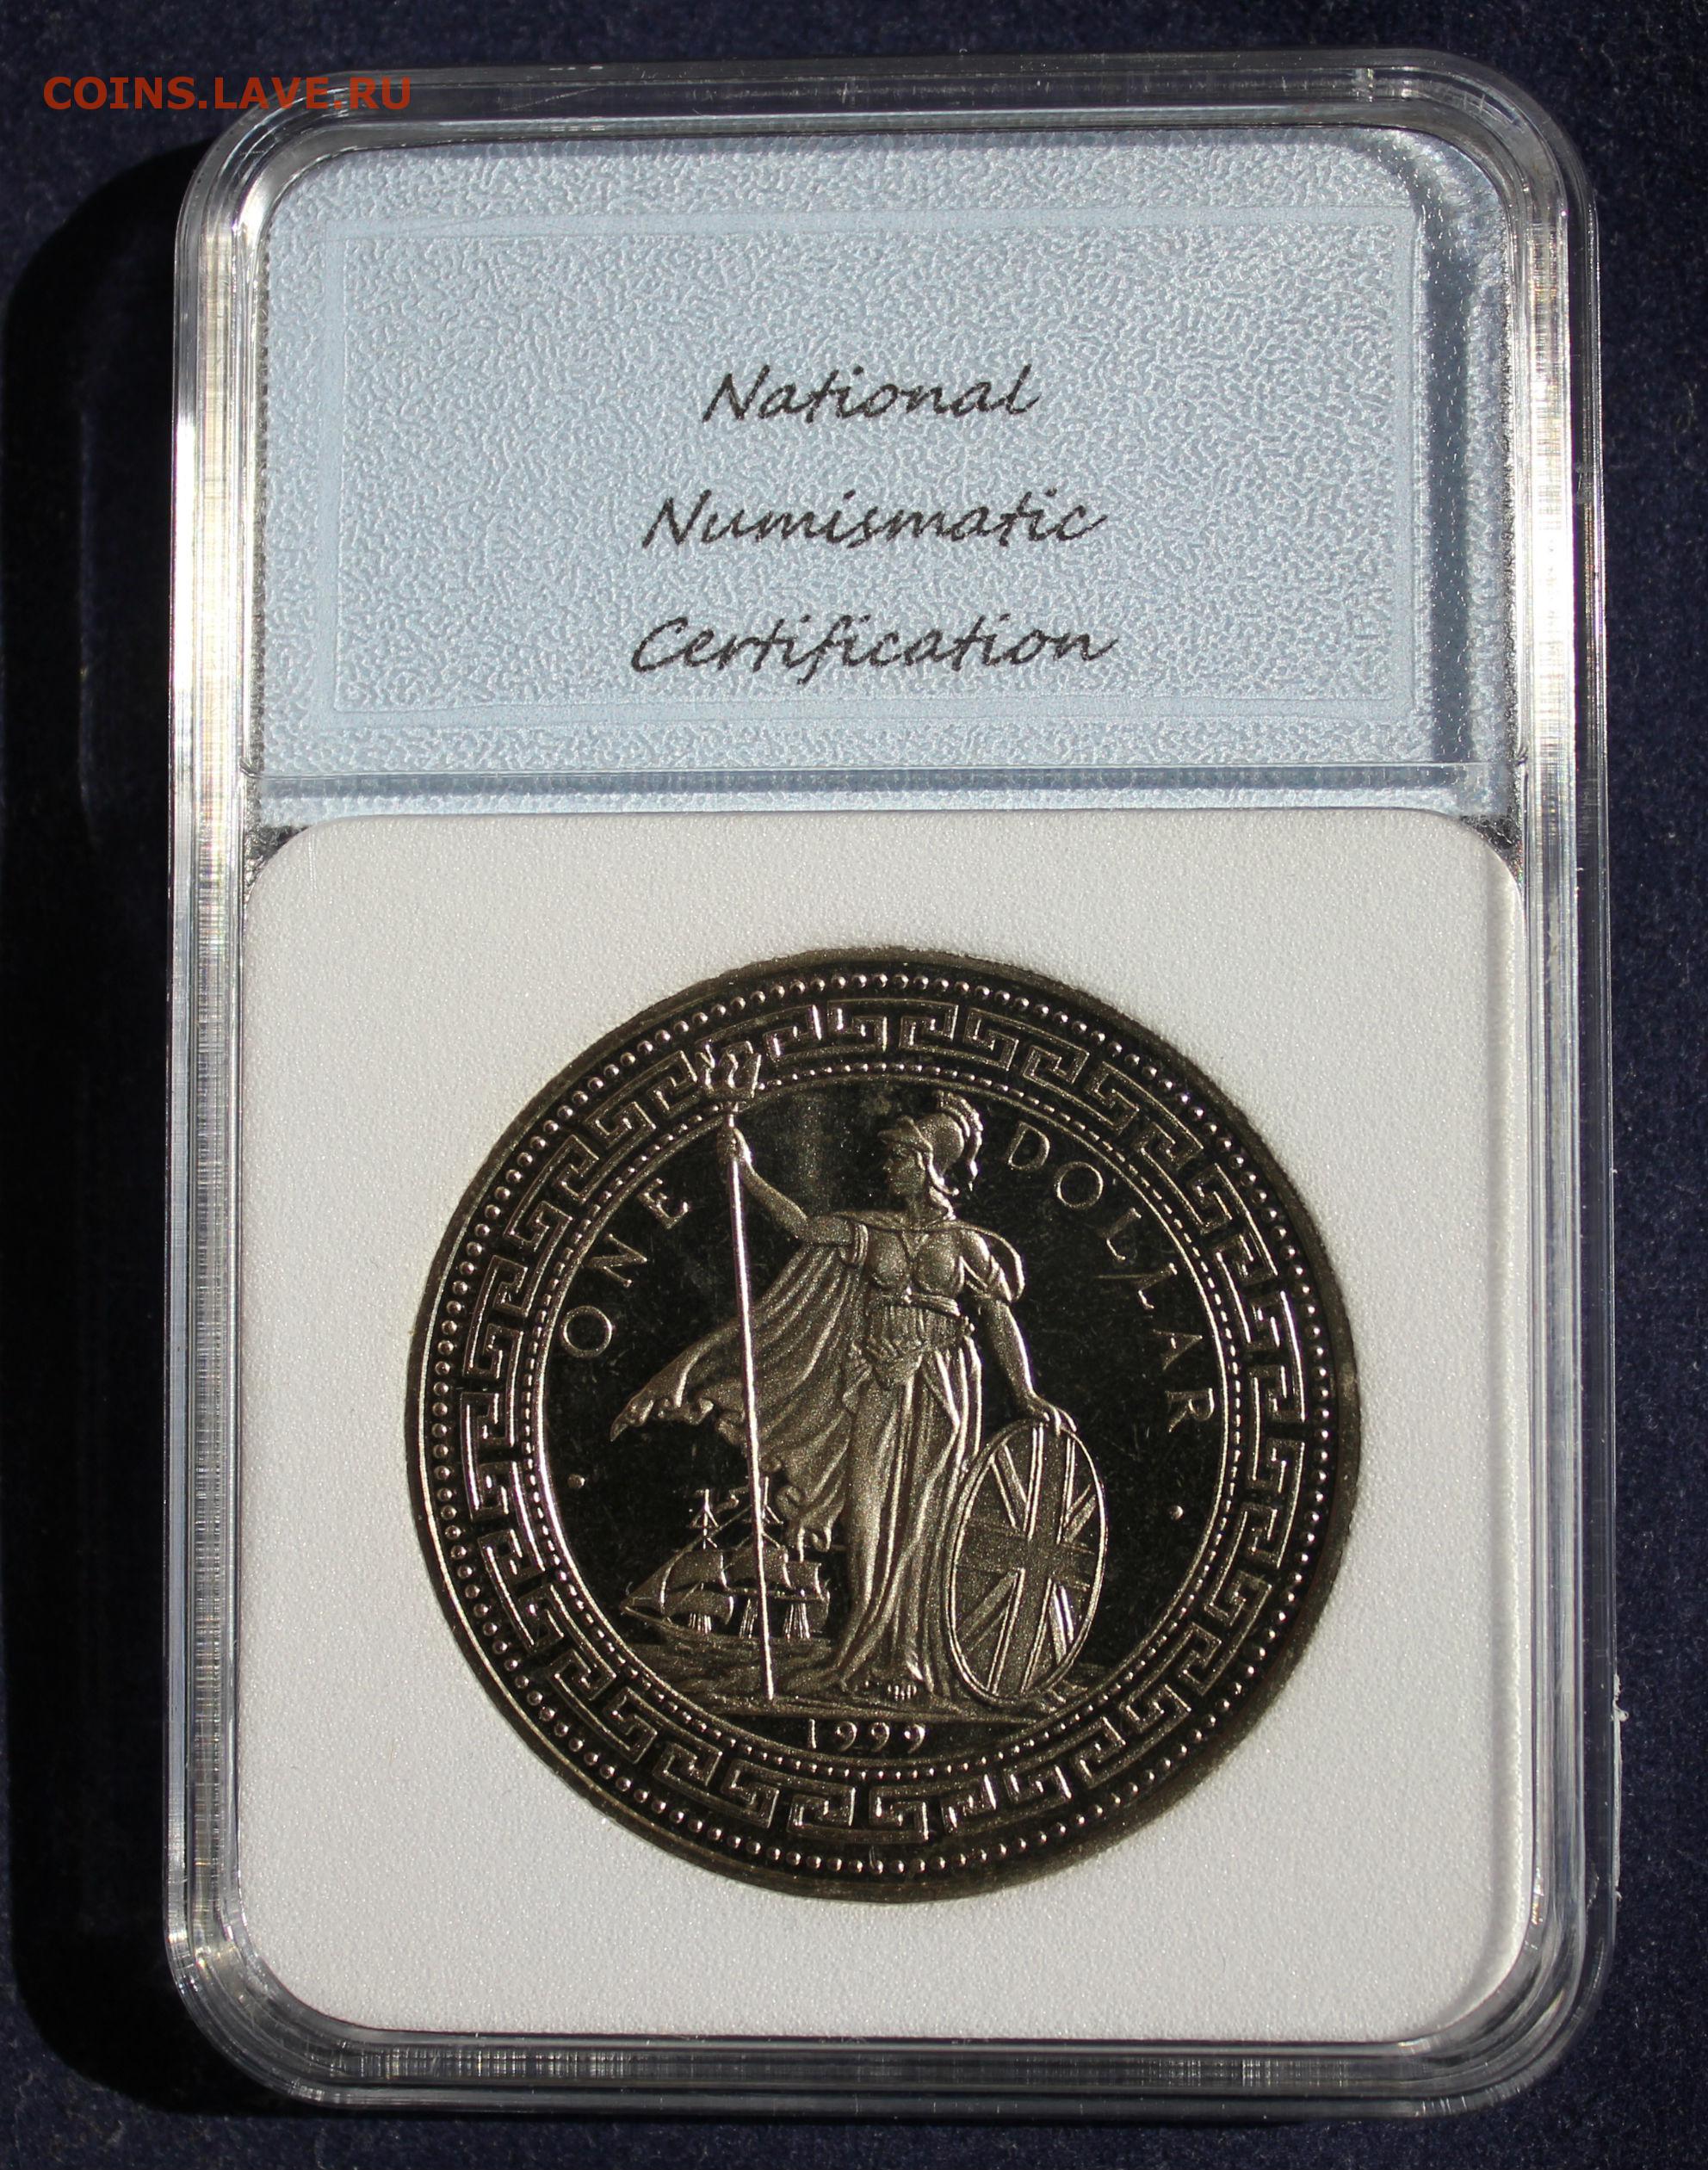 COINS.LAVE.RU
National
Numismatic
Certification
ONE DOLLAR
1999